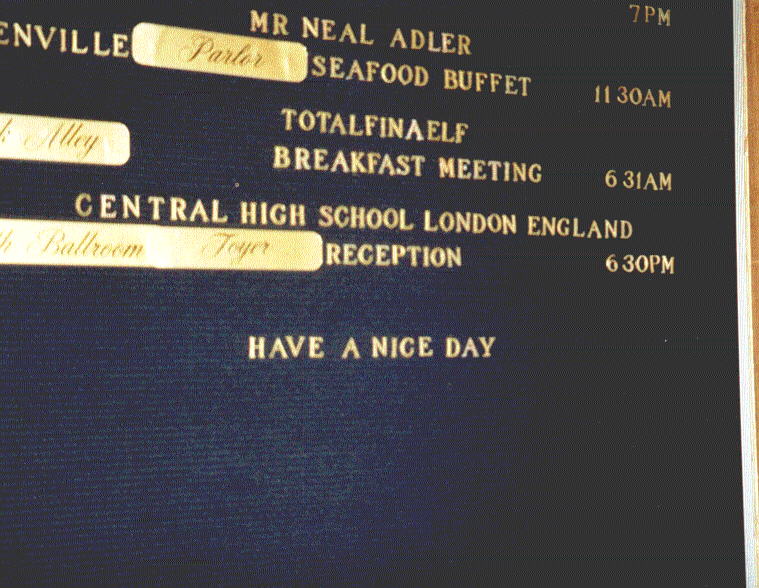 7PM
MR NEAL ADLER
ENVILLE Parlor SEAFOOD BUFFET 11 30AM
TOTALFINAELF
k Alley BREAKFAST MEETING 6 31AM
CENTRAL HIGH SCHOOL LONDON ENGLAND
th Ballroom Foyer RECEPTION 6 30PM
HAVE A NICE DAY